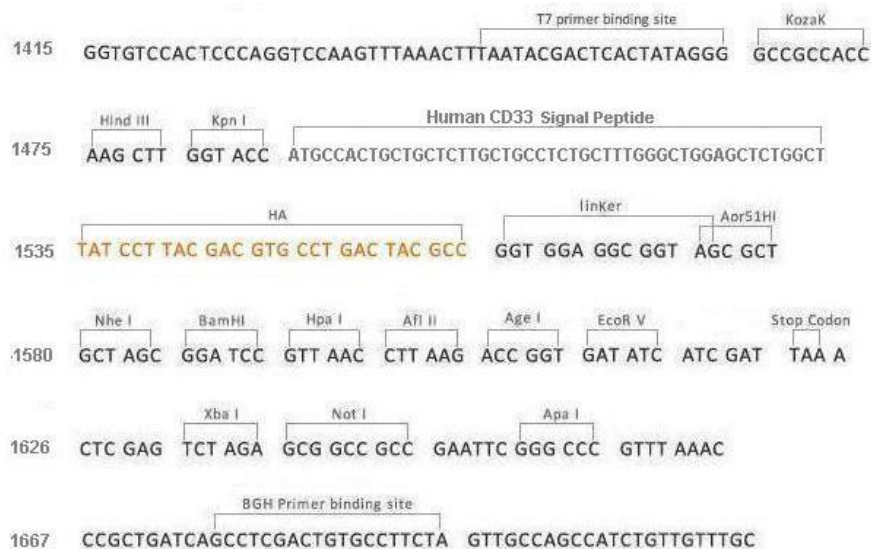 T7 primer binding site KozaK
1415 GGTGTCCACTCCCAGGTCCAAGTTTAAACTTTAATACGACTCACTATAGGG GCCGCCACC
Hind III Kpn I Human CD33 Signal Peptide
1475 AAG CTT GGT ACC ATGCCACTGCTGCTCTTGCTGCCTCTGCTTTGGGCTGGAGCTCTGGCT
HA linKer Aor51HI
1535 TAT CCT TAC GAC GTG CCT GAC TAC GCC GGT GGA GGC GGT AGC GCT
Nhe I BamHI Hpa I Afl II Age I EcoR V Stop Codon
1580 GCT AGC GGA TCC GTT AAC CTT AAG ACC GGT GAT ATC ATC GAT TAA A
Xba I Not I Apa I
1626 CTC GAG TCT AGA GCG GCC GCC GAATTC GGG CCC GTTT AAAC
BGH Primer binding site
1667 CCGCTGATCAGCCTCGACTGTGCCTTCTA GTTGCCAGCCATCTGTTGTTTGC